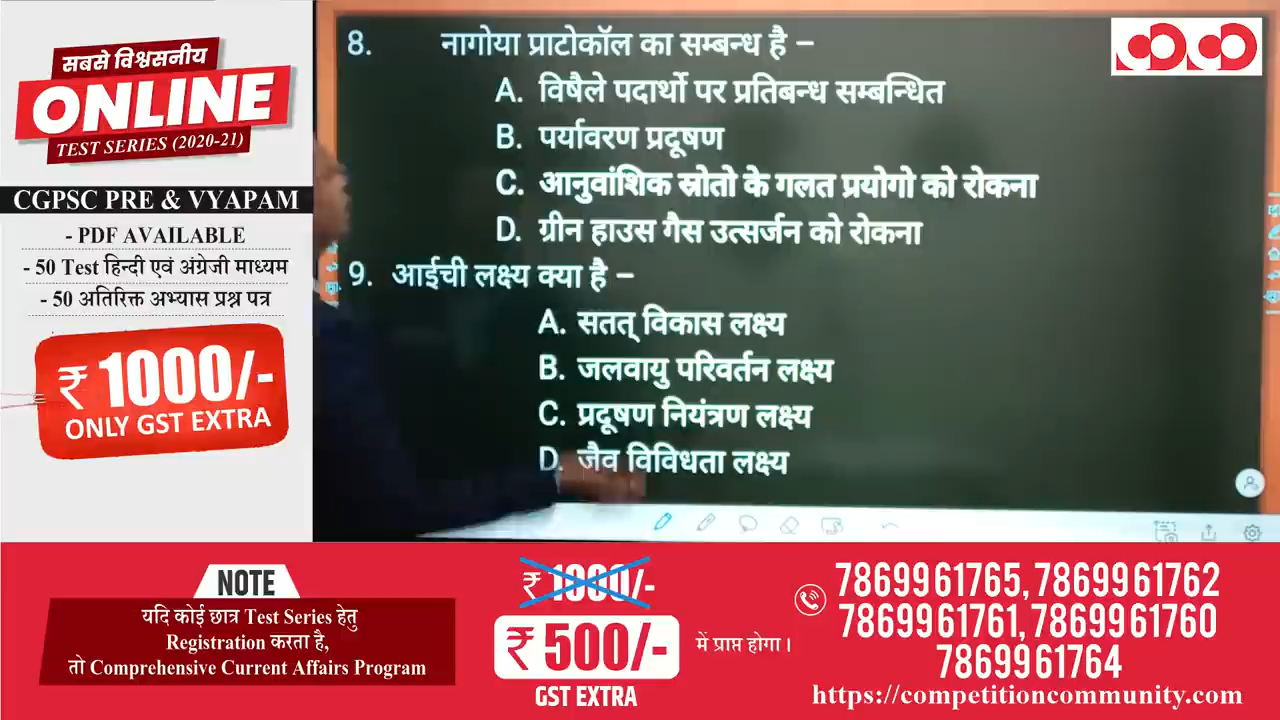 सबसे विश्वसनीय
ONLINE
TEST SERIES (2020-21)
CGPSC PRE & VYAPAM
- PDF AVAILABLE
- 50 Test हिन्दी एवं अंग्रेजी माध्यम
- 50 अतिरिक्त अभ्यास प्रश्न पत्र
₹ 1000/-
ONLY GST EXTRA
8. नागोया प्राटोकॉल का सम्बन्ध है –
A. विषैले पदार्थो पर प्रतिबन्ध सम्बन्धित
B. पर्यावरण प्रदूषण
C. आनुवांशिक स्रोतो के गलत प्रयोगो को रोकना
D. ग्रीन हाउस गैस उत्सर्जन को रोकना
9. आईची लक्ष्य क्या है –
A. सतत् विकास लक्ष्य
B. जलवायु परिवर्तन लक्ष्य
C. प्रदूषण नियंत्रण लक्ष्य
D. जैव विविधता लक्ष्य
NOTE
यदि कोई छात्र Test Series हेतु
Registration करता है,
तो Comprehensive Current Affairs Program
₹ 1000/-
₹ 500/-
GST EXTRA
में प्राप्त होगा।
7869961765, 7869961762
7869961761, 7869961760
7869961764
https://competitioncommunity.com